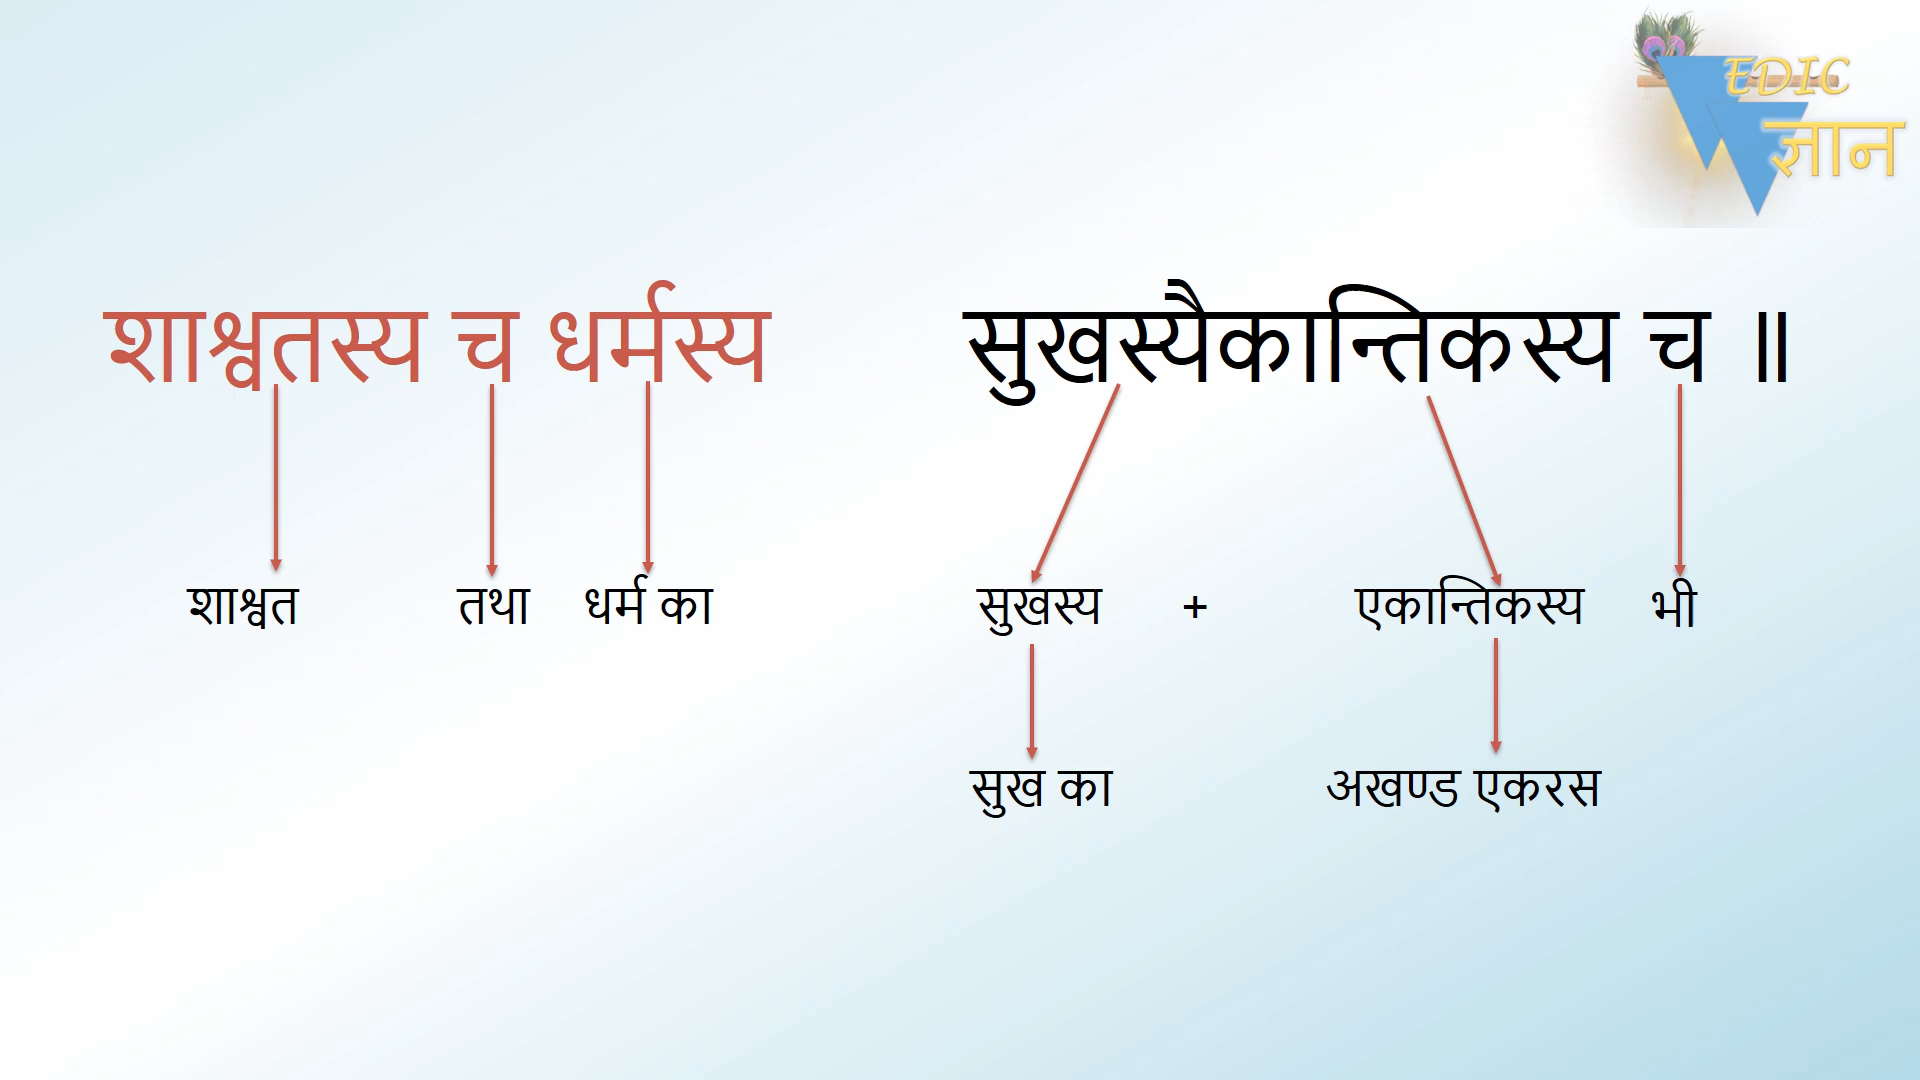 EDIC
ज्ञान
शाश्वतस्य च धर्मस्य सुखस्यैकान्तिकस्य च ॥
शाश्वत तथा धर्म का सुखस्य + एकान्तिकस्य भी
सुख का अखण्ड एकरस